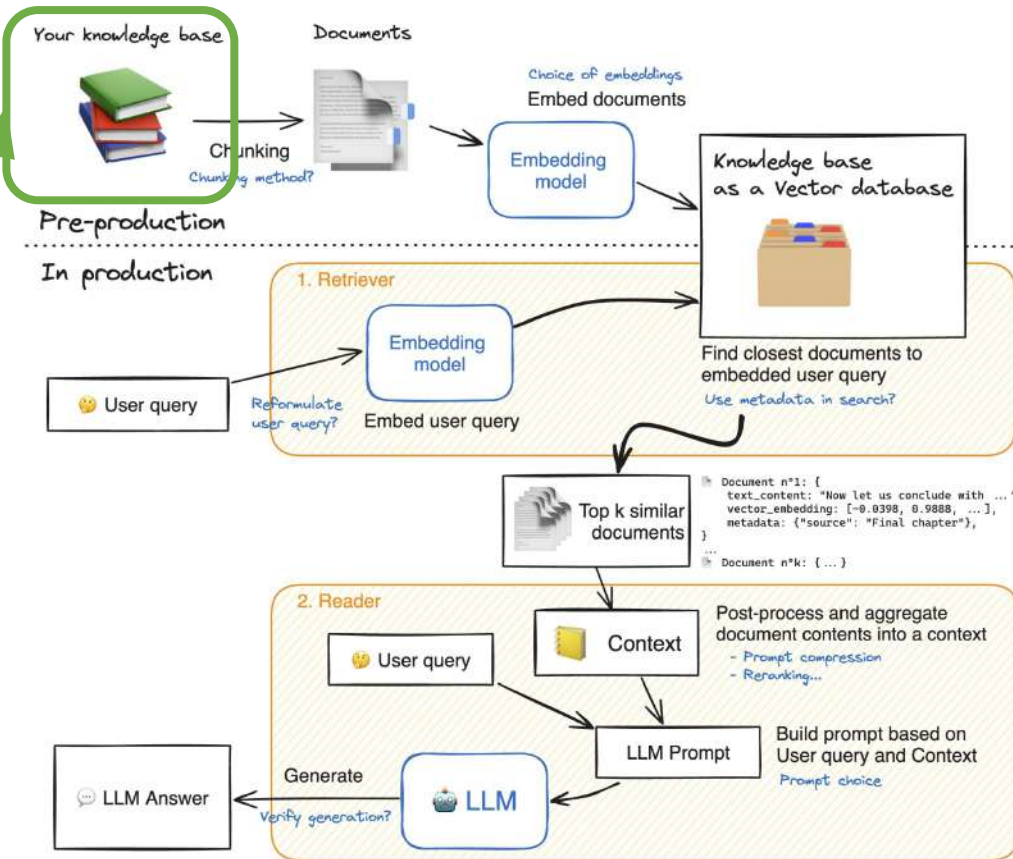 Your knowledge base
Documents
Chunking
Chunking method?
Choice of embeddings
Embed documents
Embedding
model
Knowledge base
as a Vector database
Pre-production
In production
1. Retriever
Embedding
model
🤔 User query
Reformulate
user query?
Embed user query
Find closest documents to
embedded user query
Use metadata in search?
Top k similar
documents
Document n°1: {
text_content: "Now let us conclude with ..."
vector_embedding: [-0.0398, 0.9888, ...],
metadata: {"source": "Final chapter"},
}
...
Document n°k: {...}
2. Reader
🤔 User query
Context
Post-process and aggregate
document contents into a context
- Prompt compression
- Reranking...
LLM Prompt
Build prompt based on
User query and Context
Prompt choice
LLM
Generate
Verify generation?
LLM Answer